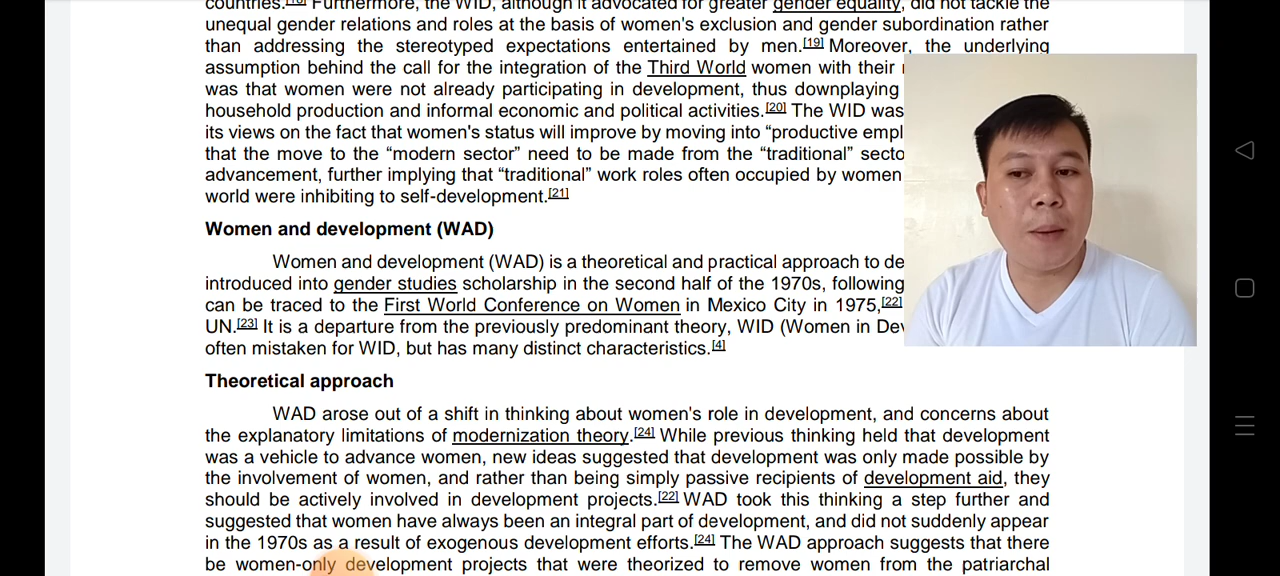 countries.[18] Furthermore, the WID, although it advocated for greater gender equality, did not tackle the
unequal gender relations and roles at the basis of women's exclusion and gender subordination rather
than addressing the stereotyped expectations entertained by men.[19] Moreover, the underlying
assumption behind the call for the integration of the Third World women with their
was that women were not already participating in development, thus downplaying
household production and informal economic and political activities.[20] The WID was
its views on the fact that women's status will improve by moving into “productive empl
that the move to the “modern sector” need to be made from the “traditional” secto
advancement, further implying that “traditional” work roles often occupied by women
world were inhibiting to self-development.[21]
Women and development (WAD)
Women and development (WAD) is a theoretical and practical approach to de
introduced into gender studies scholarship in the second half of the 1970s, following
can be traced to the First World Conference on Women in Mexico City in 1975,[22]
UN.[23] It is a departure from the previously predominant theory, WID (Women in Dev
often mistaken for WID, but has many distinct characteristics.[4]
Theoretical approach
WAD arose out of a shift in thinking about women's role in development, and concerns about
the explanatory limitations of modernization theory.[24] While previous thinking held that development
was a vehicle to advance women, new ideas suggested that development was only made possible by
the involvement of women, and rather than being simply passive recipients of development aid, they
should be actively involved in development projects.[22] WAD took this thinking a step further and
suggested that women have always been an integral part of development, and did not suddenly appear
in the 1970s as a result of exogenous development efforts.[24] The WAD approach suggests that there
be women-only development projects that were theorized to remove women from the patriarchal